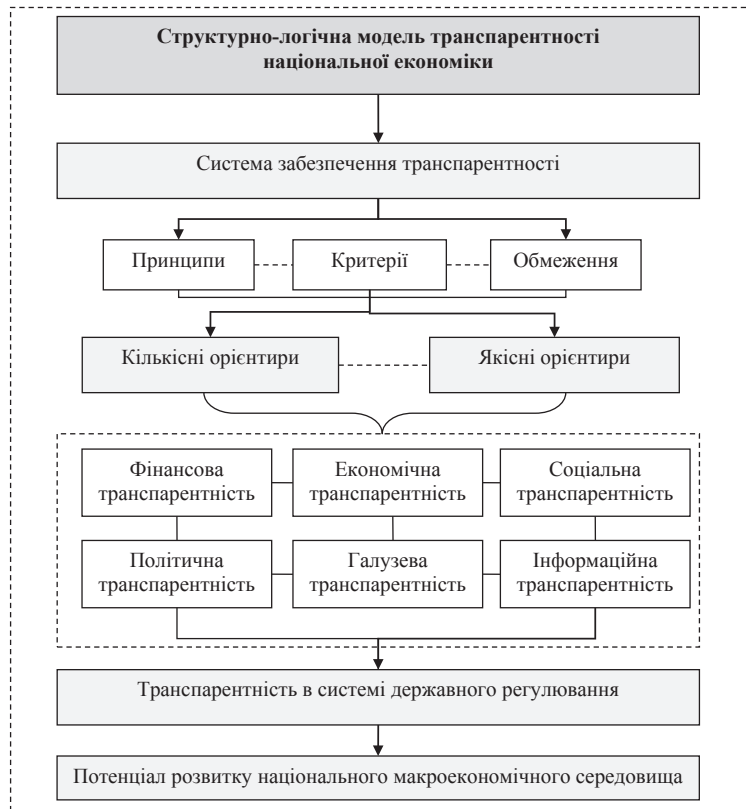 Структурно-логічна модель транспарентності
національної економіки
Система забезпечення транспарентності
Принципи
Критерії
Обмеження
Кількісні орієнтири
Якісні орієнтири
Фінансова
транспарентність
Економічна
транспарентність
Соціальна
транспарентність
Політична
транспарентність
Галузева
транспарентність
Інформаційна
транспарентність
Транспарентність в системі державного регулювання
Потенціал розвитку національного макроекономічного середовища